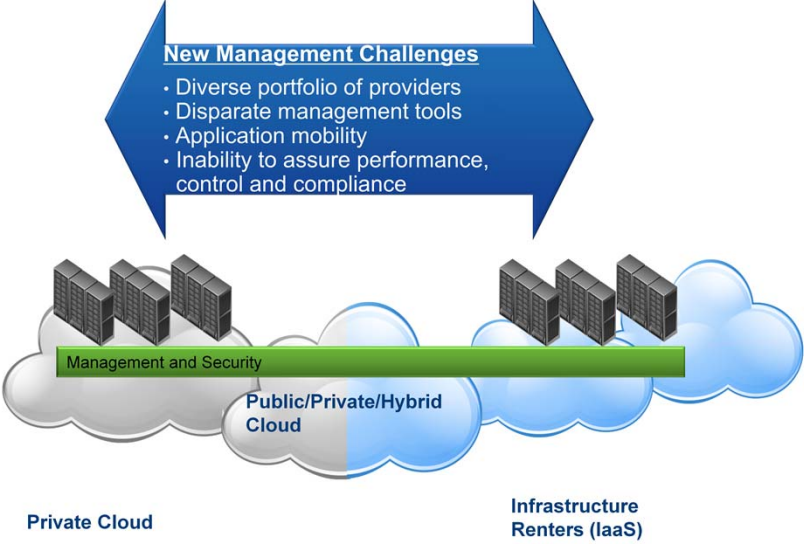 New Management Challenges
• Diverse portfolio of providers
• Disparate management tools
• Application mobility
• Inability to assure performance,
control and compliance
Management and Security
Public/Private/Hybrid
Cloud
Private Cloud
Infrastructure
Renters (IaaS)